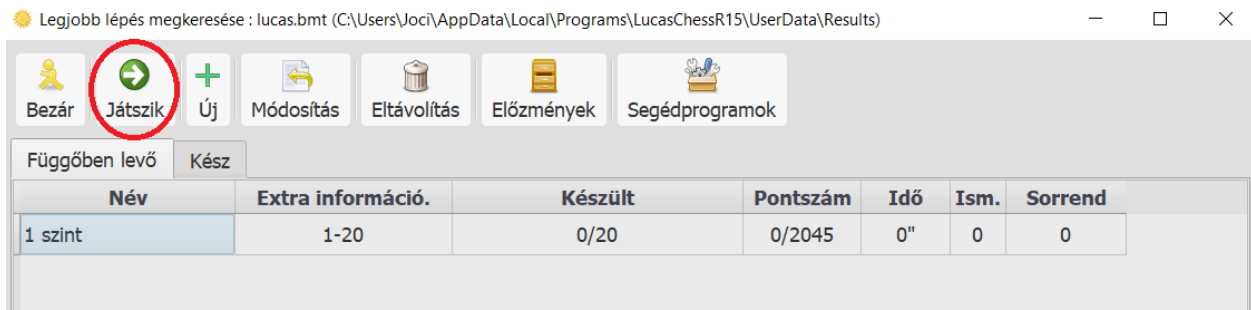 Legjobb lépés megkeresése : lucas.bmt (C:\Users\Joci\AppData\Local\Programs\LucasChessR15\UserData\Results)
Bezár Játszik Új Módosítás Eltávolítás Előzmények Segédprogramok
Függőben levő Kész
Név Extra információ. Készült Pontszám Idő Ism. Sorrend
1 szint 1-20 0/20 0/2045 0" 0 0